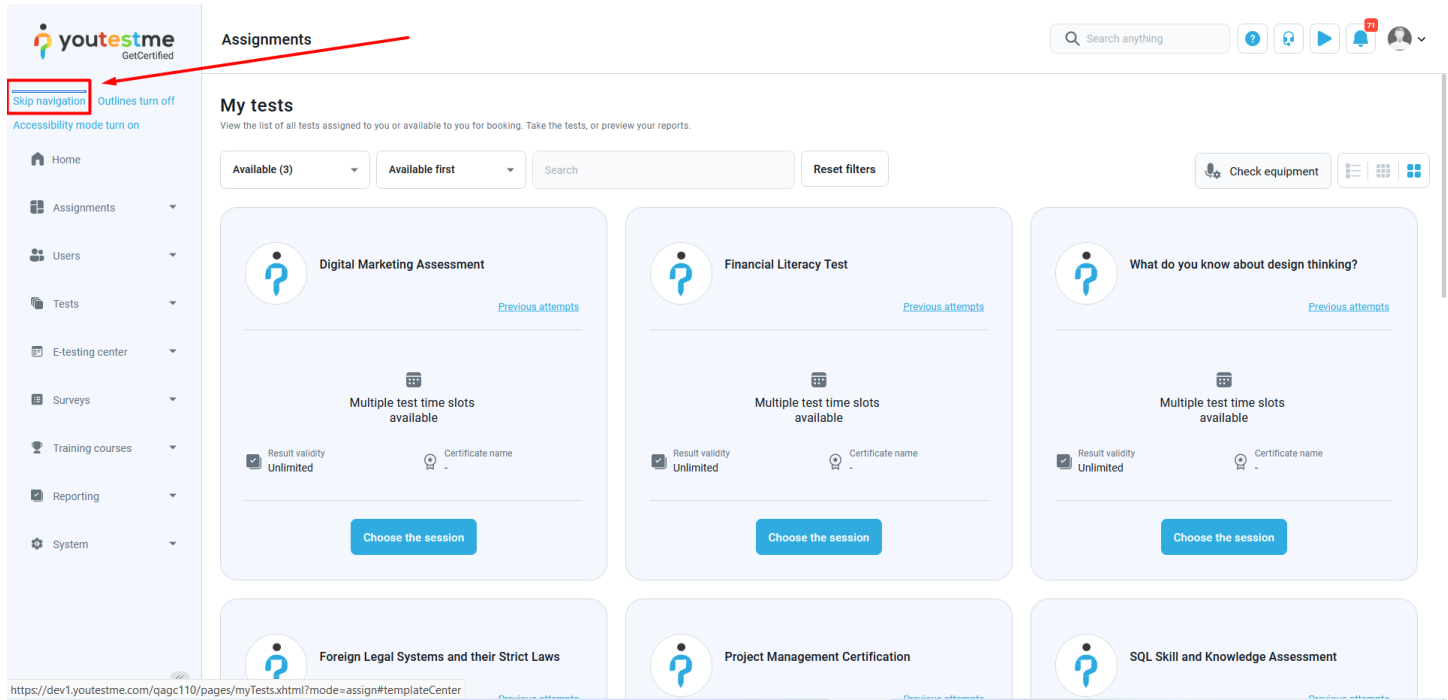 youtestme
GetCertified
Assignments
Search anything
?
71
Skip navigation
Outlines turn off
Accessibility mode turn on
Home
Assignments
Users
Tests
E-testing center
Surveys
Training courses
Reporting
System
My tests
View the list of all tests assigned to you or available to you for booking. Take the tests, or preview your reports.
Available (3)
Available first
Search
Reset filters
Check equipment
Digital Marketing Assessment
Previous attempts
Multiple test time slots
available
Result validity
Unlimited
Certificate name
-
Choose the session
Financial Literacy Test
Previous attempts
Multiple test time slots
available
Result validity
Unlimited
Certificate name
-
Choose the session
What do you know about design thinking?
Previous attempts
Multiple test time slots
available
Result validity
Unlimited
Certificate name
-
Choose the session
Foreign Legal Systems and their Strict Laws
Previous attempts
Project Management Certification
Previous attempts
SQL Skill and Knowledge Assessment
Previous attempts
https://dev1.youtestme.com/qagc110/pages/myTests.xhtml?mode=assign#templateCenter